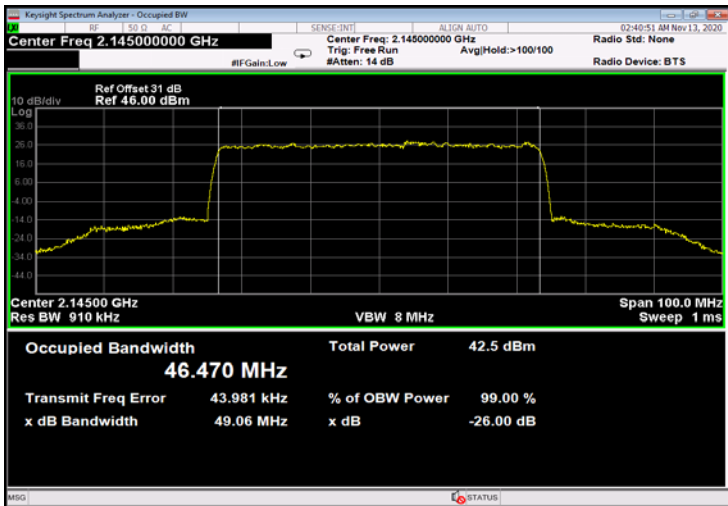 Keysight Spectrum Analyzer - Occupied BW
RF 50 Ω AC SENSE:INT ALIGN AUTO 02:40:51 AM Nov 13, 2020
Center Freq 2.145000000 GHz Center Freq: 2.145000000 GHz Radio Std: None
Trig: Free Run Avg|Hold:>100/100
#IFGain:Low #Atten: 14 dB Radio Device: BTS
Ref Offset 31 dB
10 dB/div Ref 46.00 dBm
Log
36.0
26.0
16.0
6.00
-4.00
-14.0
-24.0
-34.0
-44.0
Center 2.14500 GHz Span 100.0 MHz
Res BW 910 kHz VBW 8 MHz Sweep 1 ms
Occupied Bandwidth Total Power 42.5 dBm
46.470 MHz
Transmit Freq Error 43.981 kHz % of OBW Power 99.00 %
x dB Bandwidth 49.06 MHz x dB -26.00 dB
MSG STATUS